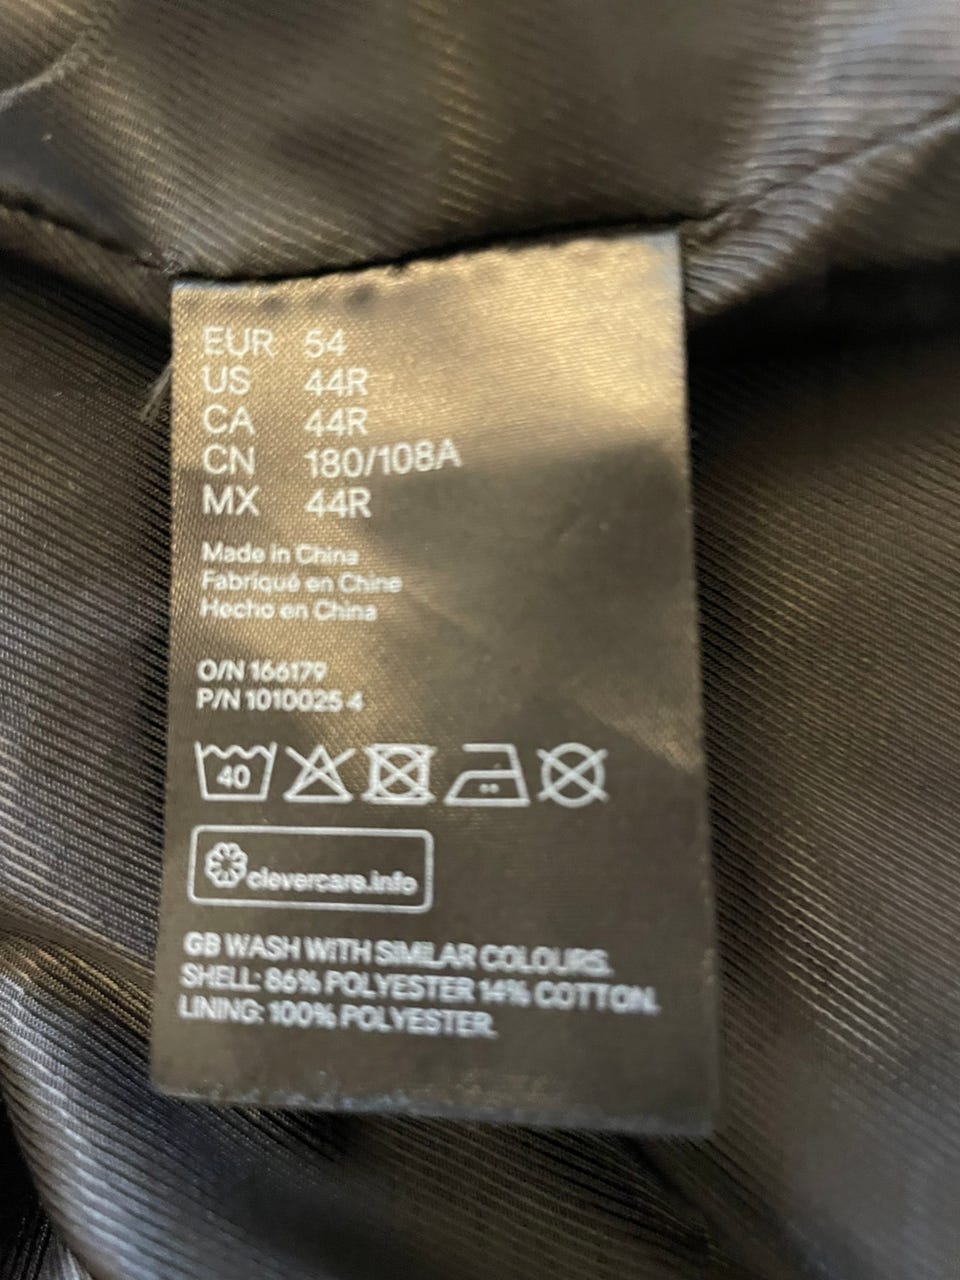 EUR 54
US 44R
CA 44R
CN 180/108A
MX 44R
Made in China
Fabriqué en Chine
Hecho en China
O/N 166179
P/N 1010025 4
40
clevercare.info
GB WASH WITH SIMILAR COLOURS.
SHELL: 86% POLYESTER 14% COTTON.
LINING: 100% POLYESTER.